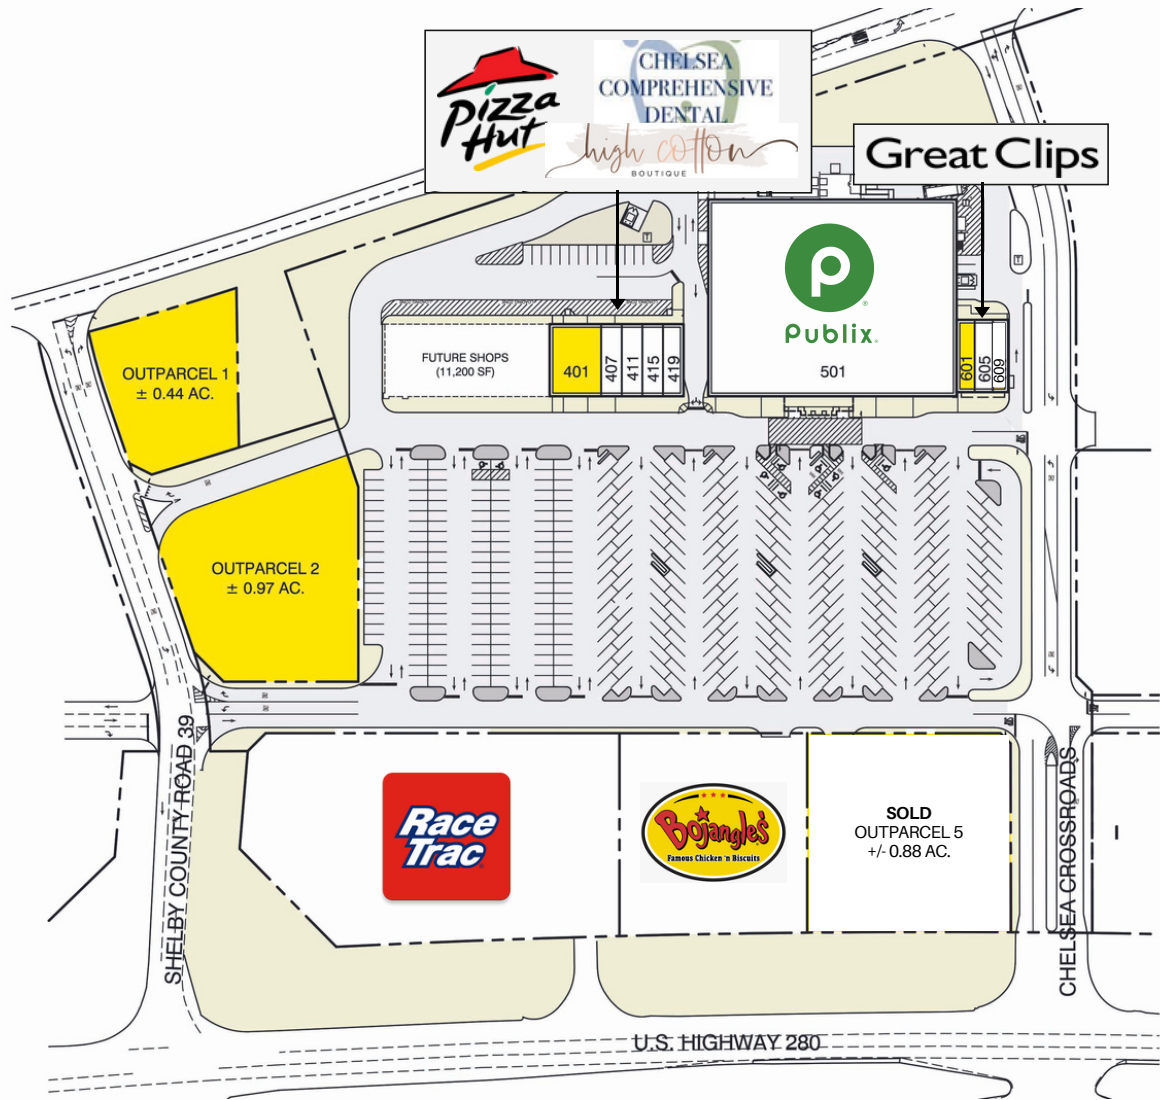 Pizza
Hut
CHELSEA
COMPREHENSIVE
DENTAL
high cotton
BOUTIQUE
Great Clips
Publix
501
OUTPARCEL 1
± 0.44 AC.
FUTURE SHOPS
(11,200 SF)
401
407
411
415
419
601
605
609
OUTPARCEL 2
± 0.97 AC.
Race
Trac
Bojangles'
Famous Chicken 'n Biscuits
SOLD
OUTPARCEL 5
+/- 0.88 AC.
SHELBY COUNTY ROAD 39
CHELSEA CROSSROADS
U.S. HIGHWAY 280